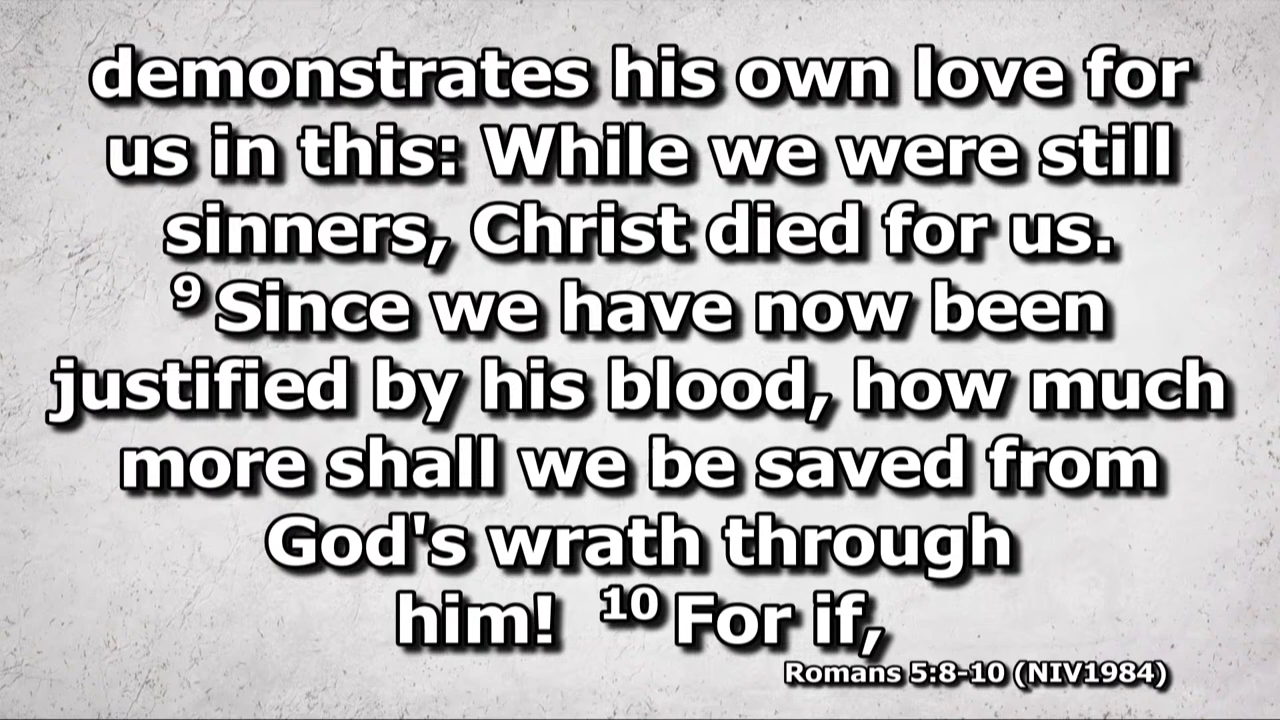 demonstrates his own love for
us in this: While we were still
sinners, Christ died for us.
⁹ Since we have now been
justified by his blood, how much
more shall we be saved from
God's wrath through
him! ¹⁰ For if,
Romans 5:8-10 (NIV1984)